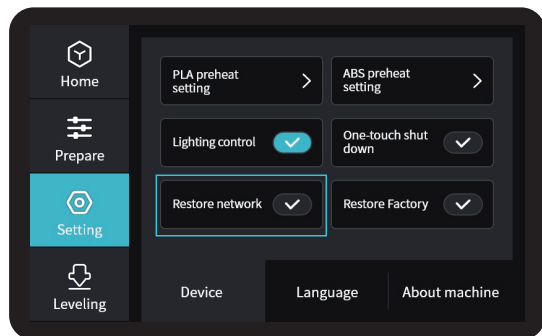 Home
Prepare
Setting
Leveling
PLA preheat
setting
ABS preheat
setting
Lighting control
One-touch shut
down
Restore network
Restore Factory
Device
Language
About machine